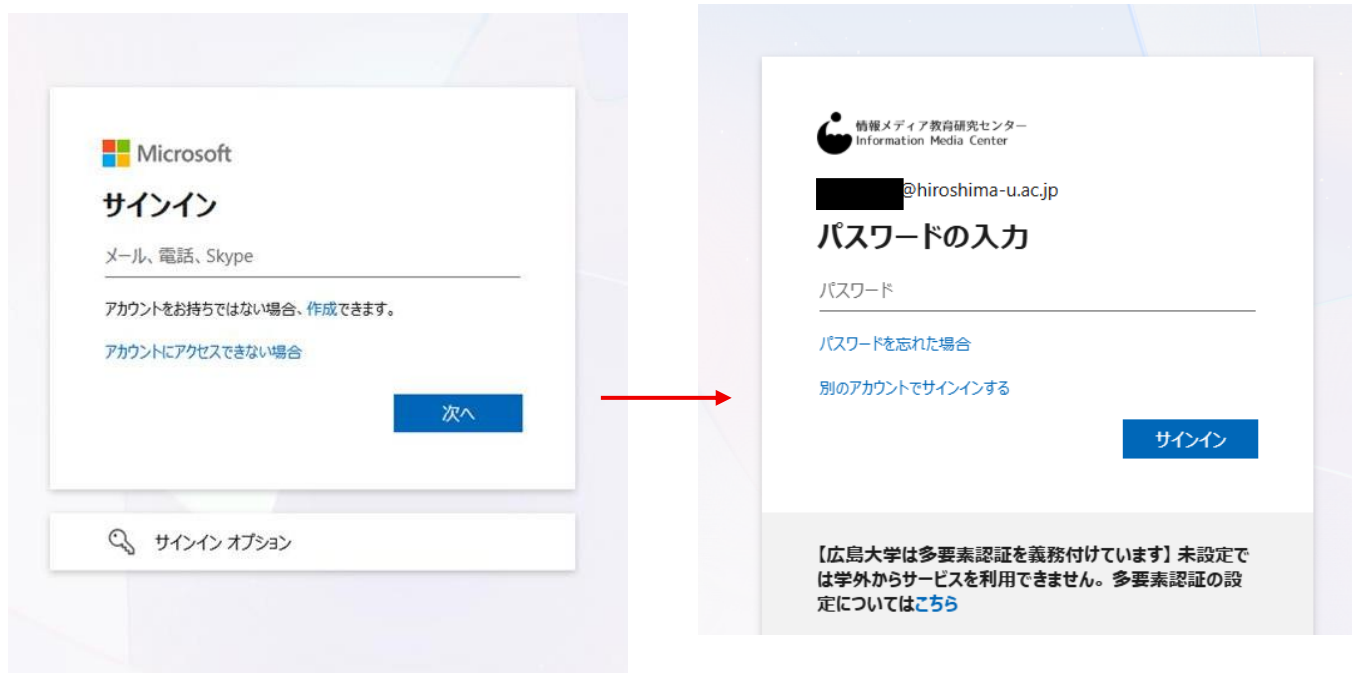 Microsoft
サインイン
メール、電話、Skype
アカウントをお持ちではない場合、作成できます。
アカウントにアクセスできない場合
次へ
サインイン オプション
情報メディア教育研究センター
Information Media Center
@hiroshima-u.ac.jp
パスワードの入力
パスワード
パスワードを忘れた場合
別のアカウントでサインインする
サインイン
【広島大学は多要素認証を義務付けています】未設定で
は学外からサービスを利用できません。多要素認証の設
定についてはこちら